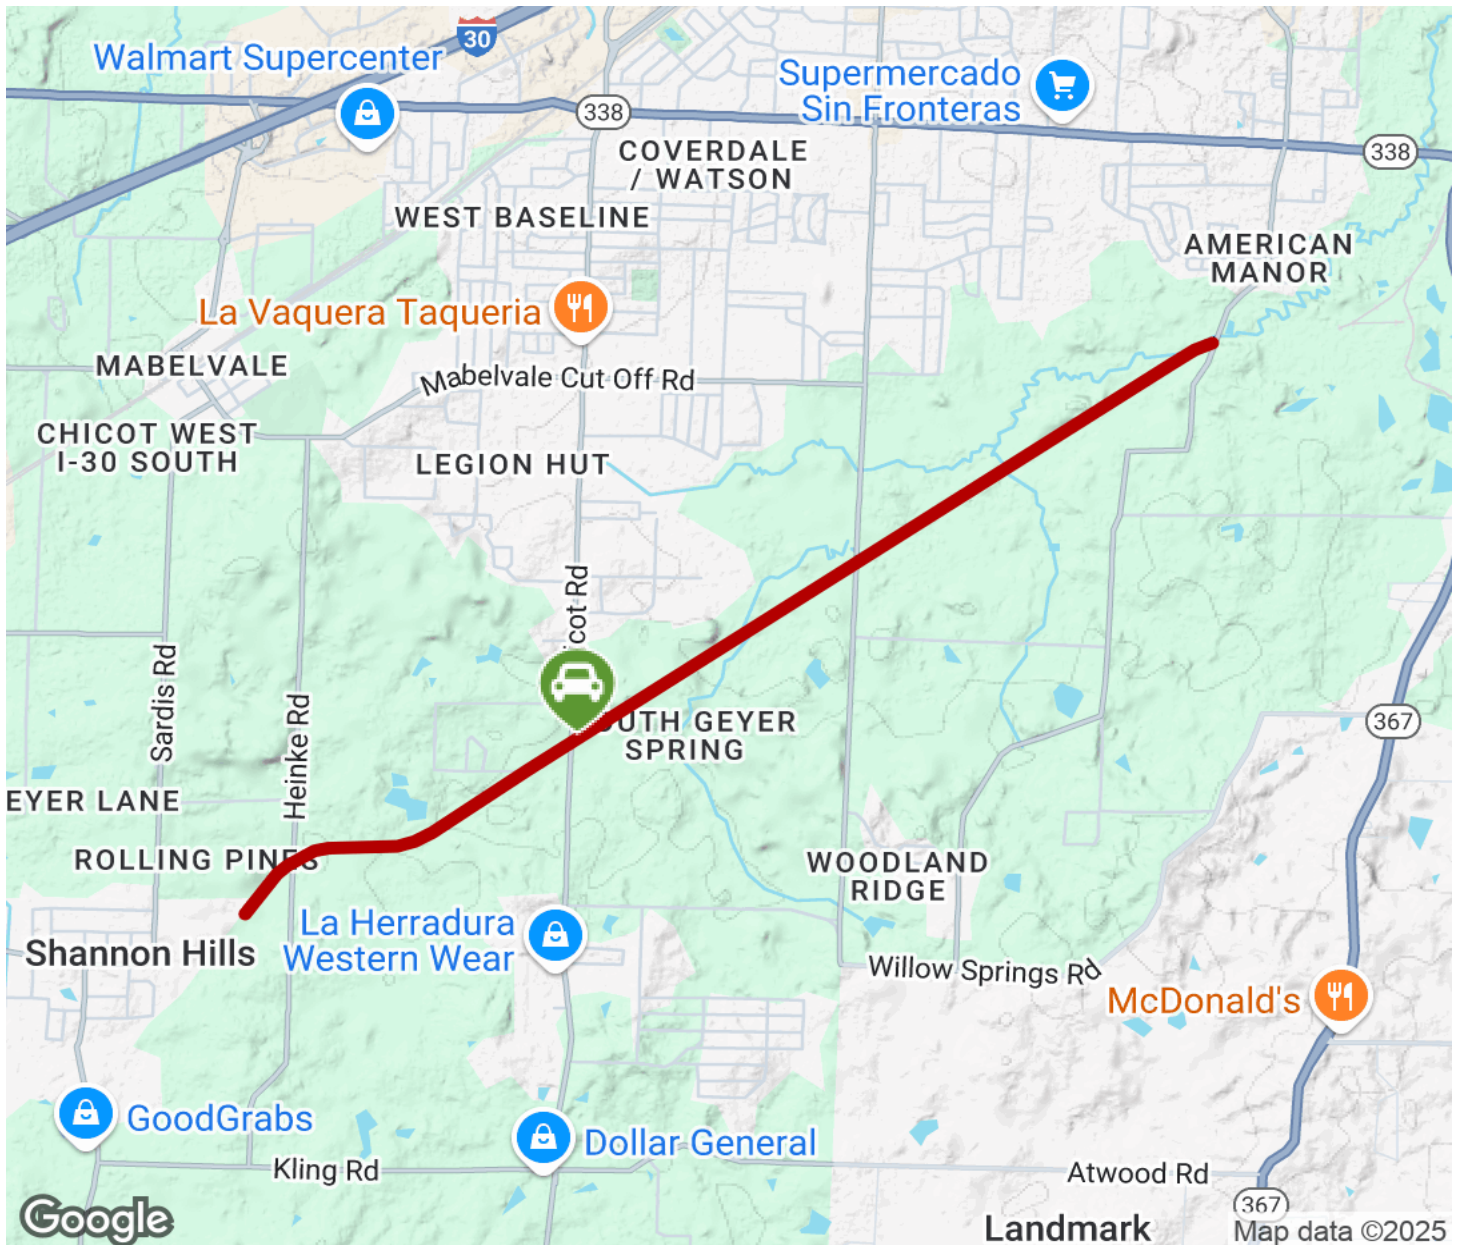 30
Walmart Supercenter
Supermercado
Sin Fronteras
338
338
COVERDALE
/ WATSON
WEST BASELINE
AMERICAN
MANOR
La Vaquera Taqueria
MABELVALE
Mabelvale Cut Off Rd
CHICOT WEST
I-30 SOUTH
LEGION HUT
icot Rd
Sardis Rd
Heinke Rd
OUTH GEYER
SPRING
367
EYER LANE
ROLLING PINES
WOODLAND
RIDGE
La Herradura
Western Wear
Shannon Hills
Willow Springs Rd
McDonald's
GoodGrabs
Dollar General
Kling Rd
Atwood Rd
367
Google
Landmark
Map data ©2025